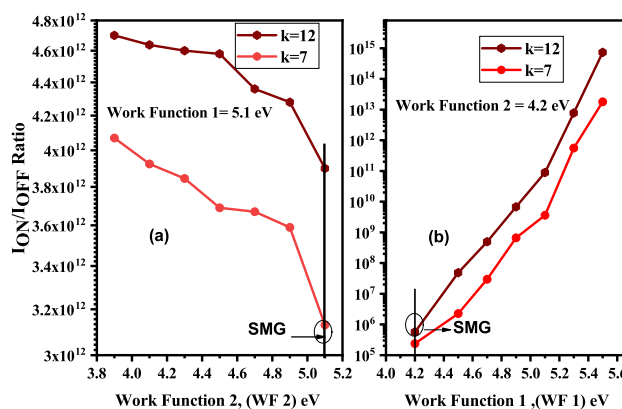 k=12
k=7
Work Function 1= 5.1 eV
(a)
SMG
I_ON/I_OFF Ratio
4.8x10^12
4.6x10^12
4.4x10^12
4.2x10^12
4x10^12
3.8x10^12
3.6x10^12
3.4x10^12
3.2x10^12
3x10^12
3.8 4.0 4.2 4.4 4.6 4.8 5.0 5.2
Work Function 2, (WF 2) eV
k=12
k=7
Work Function 2 = 4.2 eV
(b)
SMG
10^15
10^14
10^13
10^12
10^11
10^10
10^9
10^8
10^7
10^6
10^5
4.0 4.2 4.4 4.6 4.8 5.0 5.2 5.4 5.6
Work Function 1 ,(WF 1) eV